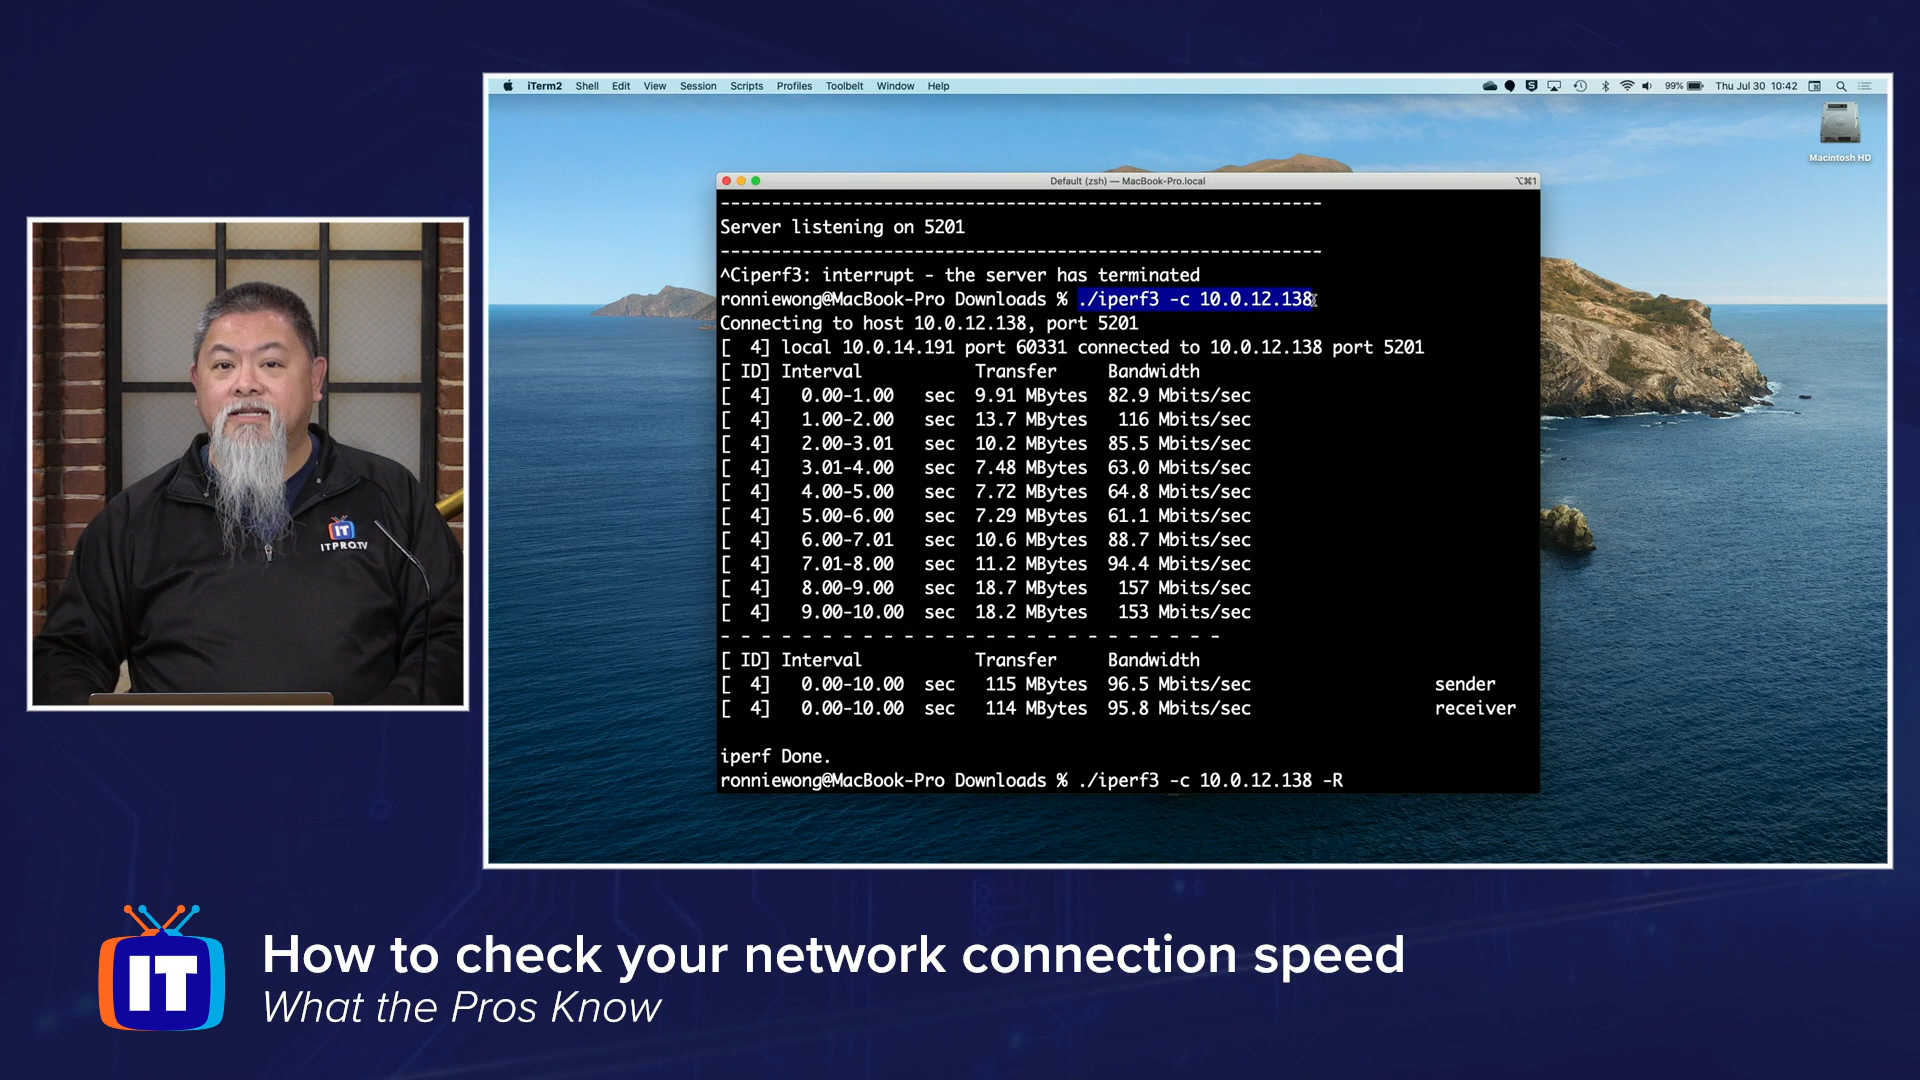 iTerm2 Shell Edit View Session Scripts Profiles Toolbelt Window Help 99% Thu Jul 30 10:42
Macintosh HD
Default (zsh) — MacBook-Pro.local ⌥⌘1
-----------------------------------------------------------
Server listening on 5201
-----------------------------------------------------------
^Ciperf3: interrupt - the server has terminated
ronniewong@MacBook-Pro Downloads % ./iperf3 -c 10.0.12.138
Connecting to host 10.0.12.138, port 5201
[  4] local 10.0.14.191 port 60331 connected to 10.0.12.138 port 5201
[ ID] Interval           Transfer     Bandwidth
[  4]   0.00-1.00   sec  9.91 MBytes  82.9 Mbits/sec
[  4]   1.00-2.00   sec  13.7 MBytes   116 Mbits/sec
[  4]   2.00-3.01   sec  10.2 MBytes  85.5 Mbits/sec
[  4]   3.01-4.00   sec  7.48 MBytes  63.0 Mbits/sec
[  4]   4.00-5.00   sec  7.72 MBytes  64.8 Mbits/sec
[  4]   5.00-6.00   sec  7.29 MBytes  61.1 Mbits/sec
[  4]   6.00-7.01   sec  10.6 MBytes  88.7 Mbits/sec
[  4]   7.01-8.00   sec  11.2 MBytes  94.4 Mbits/sec
[  4]   8.00-9.00   sec  18.7 MBytes   157 Mbits/sec
[  4]   9.00-10.00  sec  18.2 MBytes   153 Mbits/sec
- - - - - - - - - - - - - - - - - - - - - - - - -
[ ID] Interval           Transfer     Bandwidth
[  4]   0.00-10.00  sec   115 MBytes  96.5 Mbits/sec                  sender
[  4]   0.00-10.00  sec   114 MBytes  95.8 Mbits/sec                  receiver
iperf Done.
ronniewong@MacBook-Pro Downloads % ./iperf3 -c 10.0.12.138 -R
IT
ITPRO.TV
IT
How to check your network connection speed
What the Pros Know